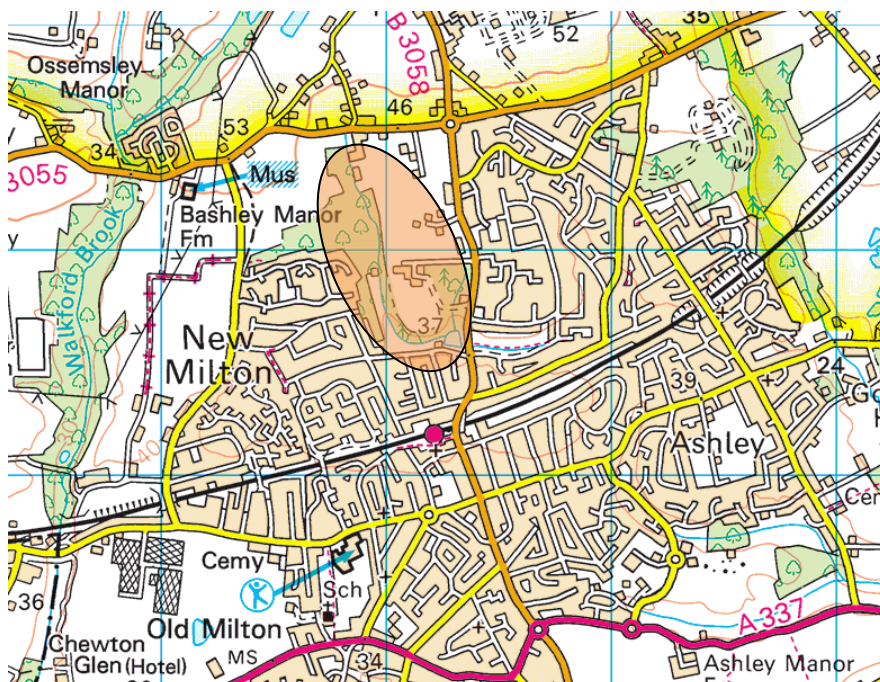 35
52
B 3058
Ossemsley
Manor
46
53
34
3055
Mus
Bashley Manor
Fm
Walkford Brook
37
New
Milton
24
39
Ashley
40
Cemy
Sch
36
Old Milton
A 337
Chewton
Glen (Hotel)
MS
34
Ashley Manor